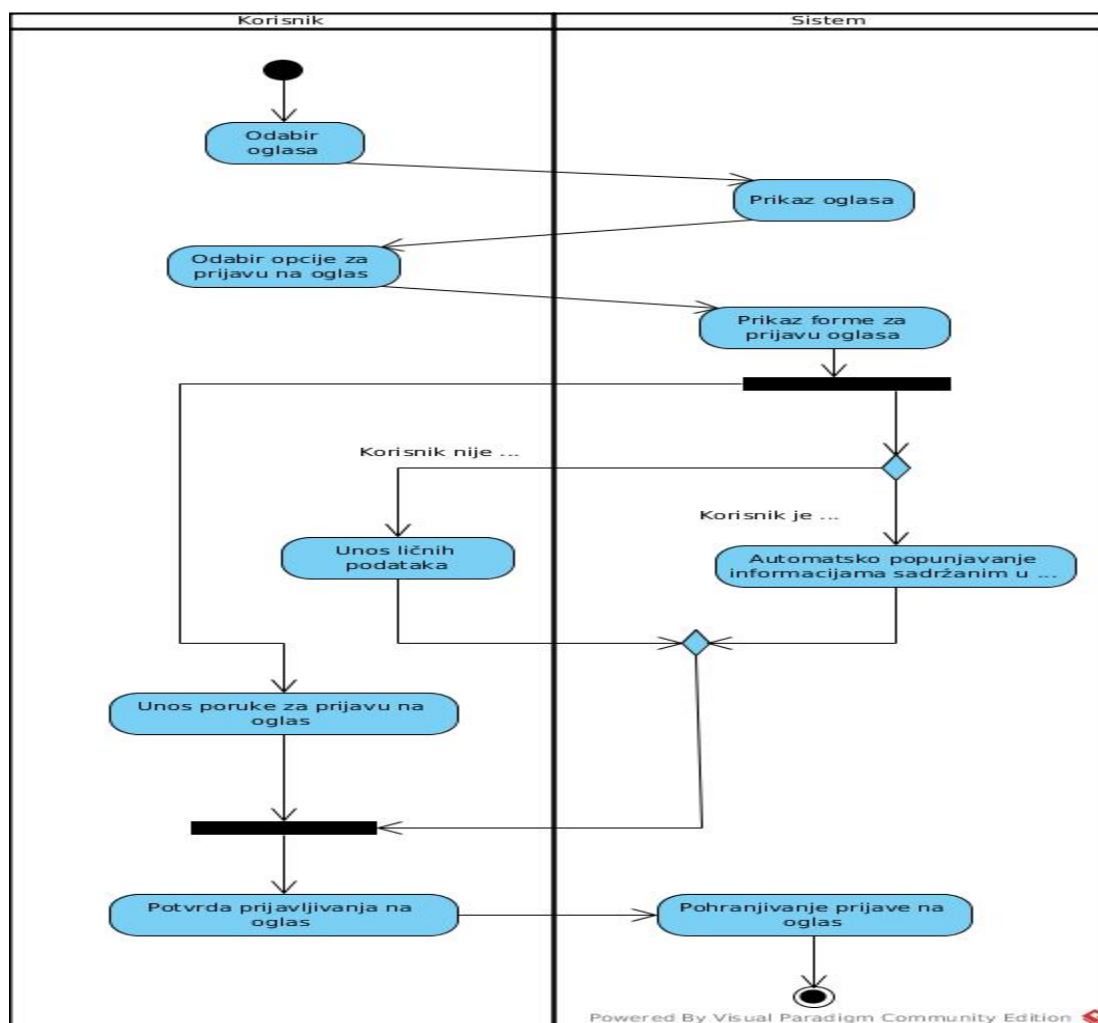 Korisnik
Sistem
Odabir
oglasa
Prikaz oglasa
Odabir opcije za
prijavu na oglas
Prikaz forme za
prijavu oglasa
Korisnik nije ...
Korisnik je ...
Unos ličnih
podataka
Automatsko popunjavanje
informacijama sadržanim u ...
Unos poruke za prijavu na
oglas
Potvrda prijavljivanja na
oglas
Pohranjivanje prijave na
oglas
Powered By Visual Paradigm Community Edition